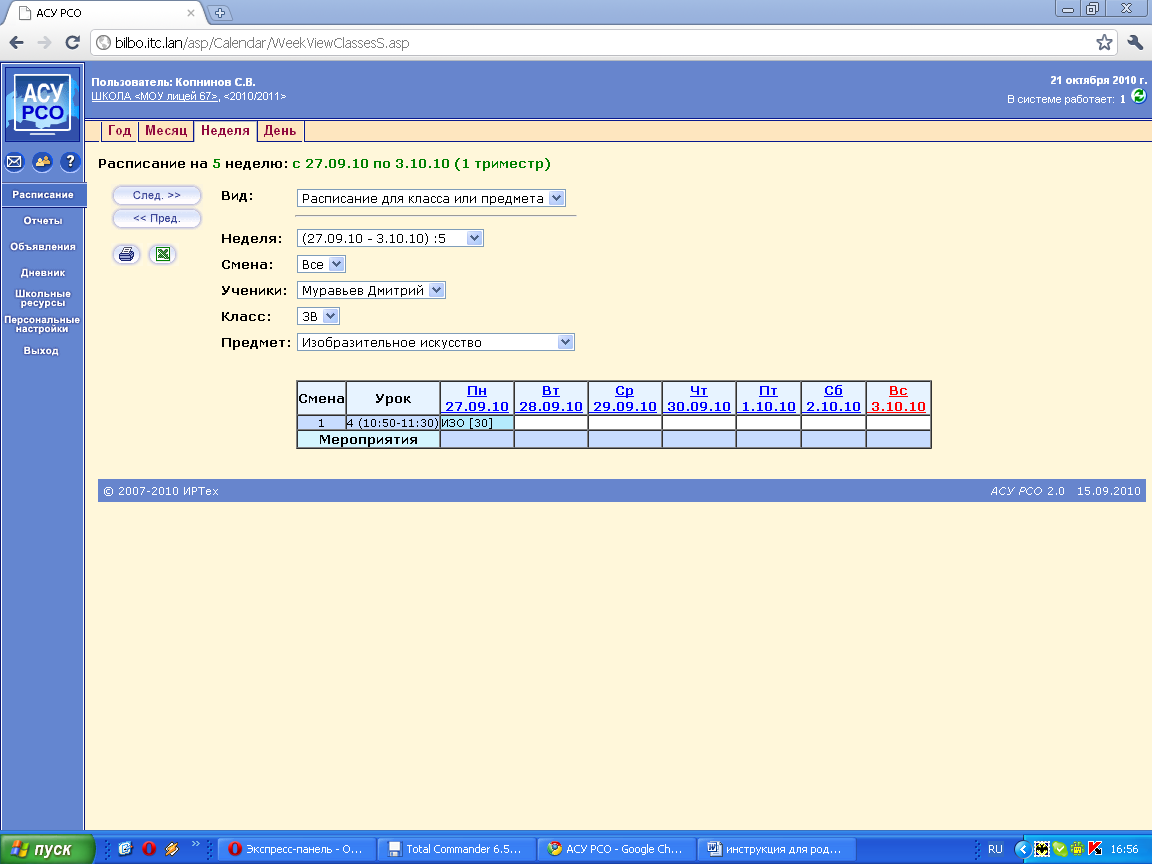 АСУ РСО
bilbo.itc.lan/asp/Calendar/WeekViewClassesS.asp
АСУ РСО
Пользователь: Копнинов С.В.
ШКОЛА <МОУ лицей 67>, <2010/2011>
21 октября 2010 г.
В системе работает: 1
Год Месяц Неделя День
?
Расписание
Отчеты
Объявления
Дневник
Школьные ресурсы
Персональные настройки
Выход
Расписание на 5 неделю: с 27.09.10 по 3.10.10 (1 триместр)
След. >>
<< Пред.
Вид: Расписание для класса или предмета
Неделя: (27.09.10 - 3.10.10) :5
Смена: Все
Ученики: Муравьев Дмитрий
Класс: 3В
Предмет: Изобразительное искусство
Смена Урок Пн 27.09.10 Вт 28.09.10 Ср 29.09.10 Чт 30.09.10 Пт 1.10.10 Сб 2.10.10 Вс 3.10.10
1 4 (10:50-11:30) ИЗО [30]
Мероприятия
© 2007-2010 ИРТех
АСУ РСО 2.0 15.09.2010
пуск
Экспресс-панель - О...
Total Commander 6.5...
АСУ РСО - Google Ch...
инструкция для род...
RU
16:56